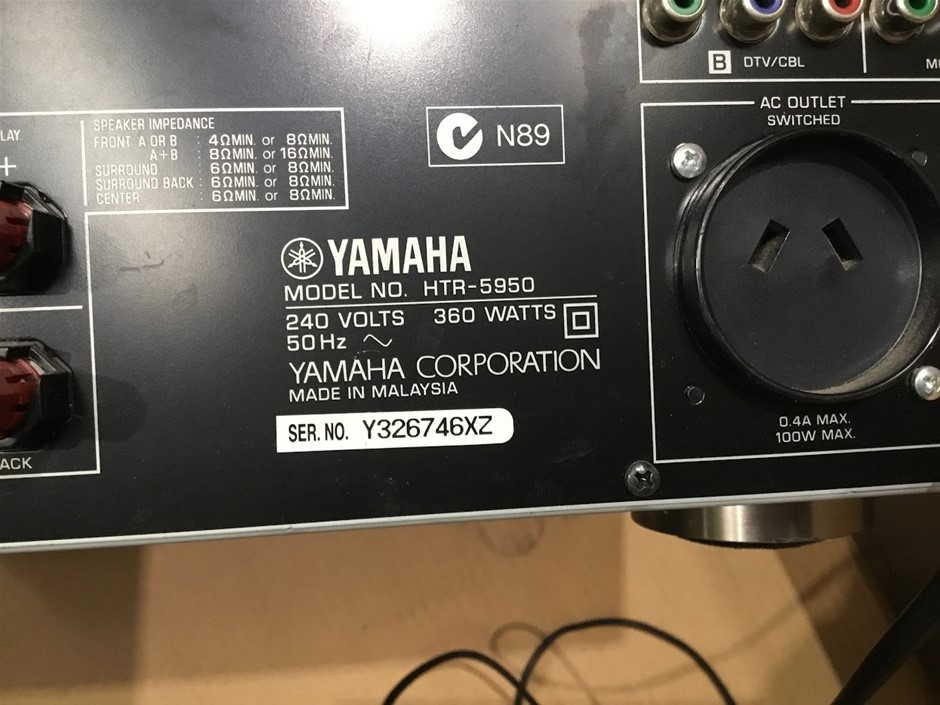 B DTV/CBL
AC OUTLET
SWITCHED
SPEAKER IMPEDANCE
FRONT A OR B : 4ΩMIN. or 8ΩMIN.
A+B : 8ΩMIN. or 16ΩMIN.
SURROUND : 6ΩMIN. or 8ΩMIN.
SURROUND BACK : 6ΩMIN. or 8ΩMIN.
CENTER : 6ΩMIN. or 8ΩMIN.
+
N89
YAMAHA
MODEL NO. HTR-5950
240 VOLTS 360 WATTS
50Hz ∼
YAMAHA CORPORATION
MADE IN MALAYSIA
SER. NO. Y326746XZ
0.4A MAX.
100W MAX.